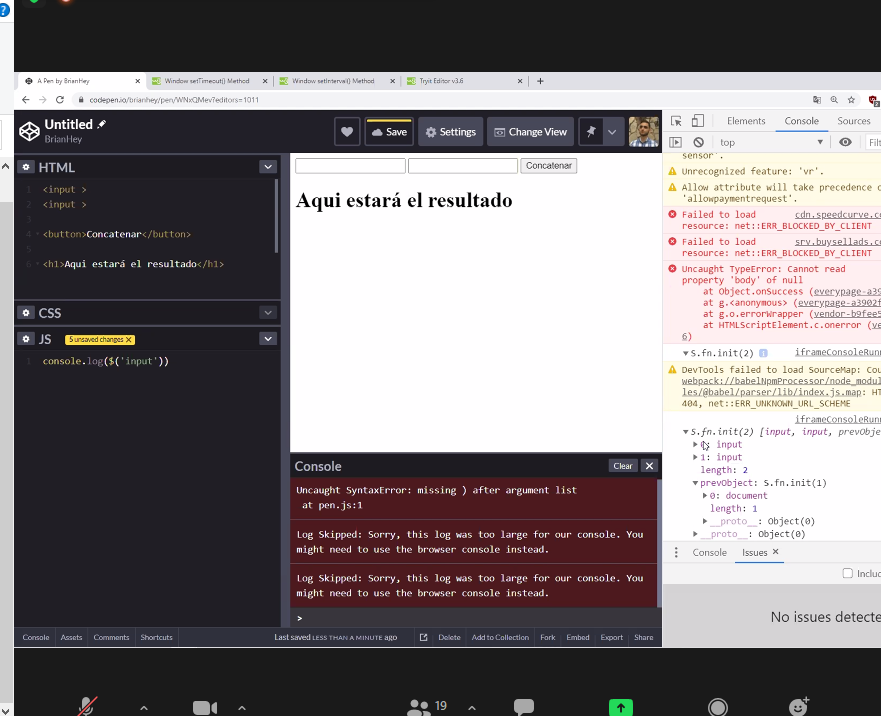 A Pen by BrianHey
Window setTimeout() Method
Window setInterval() Method
Tryit Editor v3.6
codepen.io/brianhey/pen/WNxQMev?editors=1011
Untitled
BrianHey
Save
Settings
Change View
HTML
1 <input >
2 <input >
3
4 <button>Concatenar</button>
5
6 <h1>Aqui estará el resultado</h1>
CSS
JS
5 unsaved changes X
1 console.log($('input'))
Concatenar
Aqui estará el resultado
Console
Clear
Uncaught SyntaxError: missing ) after argument list
at pen.js:1
Log Skipped: Sorry, this log was too large for our console. You
might need to use the browser console instead.
Log Skipped: Sorry, this log was too large for our console. You
might need to use the browser console instead.
>
Console Assets Comments Shortcuts
Last saved LESS THAN A MINUTE AGO
Delete Add to Collection Fork Embed Export Share
Elements Console Sources
top
Filt
sensor'.
Unrecognized feature: 'vr'.
Allow attribute will take precedence o
'allowpaymentrequest'.
Failed to load cdn.speedcurve.co
resource: net::ERR_BLOCKED_BY_CLIENT
Failed to load srv.buysellads.co
resource: net::ERR_BLOCKED_BY_CLIENT
Uncaught TypeError: Cannot read
property 'body' of null
at Object.onSuccess (everypage-a39
at g.<anonymous> (everypage-a3902f
at g.o.errorWrapper (vendor-b9fee5
at HTMLScriptElement.c.onerror (ve
6)
S.fn.init(2) iframeConsoleRunn
DevTools failed to load SourceMap: Cou
webpack://babelNpmProcessor/node_modul
les/@babel/parser/lib/index.js.map: HT
404, net::ERR_UNKNOWN_URL_SCHEME
iframeConsoleRunn
S.fn.init(2) [input, input, prevObje
0: input
1: input
length: 2
prevObject: S.fn.init(1)
0: document
length: 1
__proto__: Object(0)
__proto__: Object(0)
Console Issues
Includ
No issues detecte
19